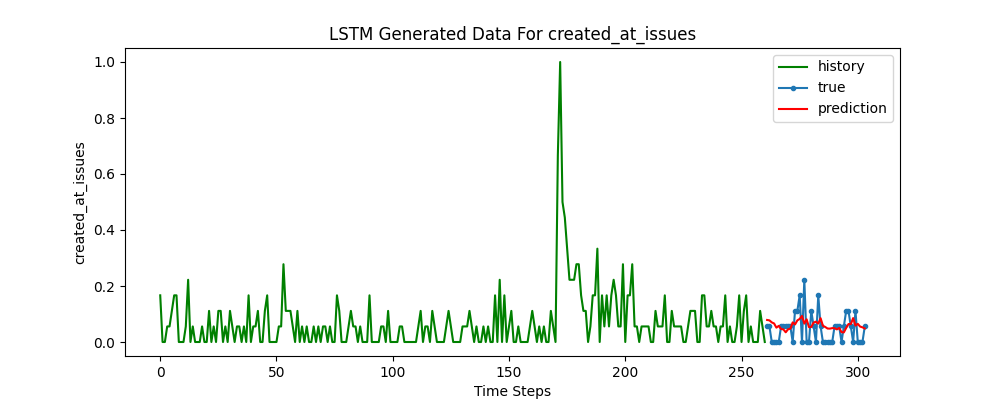 LSTM Generated Data For created_at_issues
history
true
prediction
1.0
0.8
0.6
0.4
0.2
0.0
created_at_issues
0 50 100 150 200 250 300
Time Steps